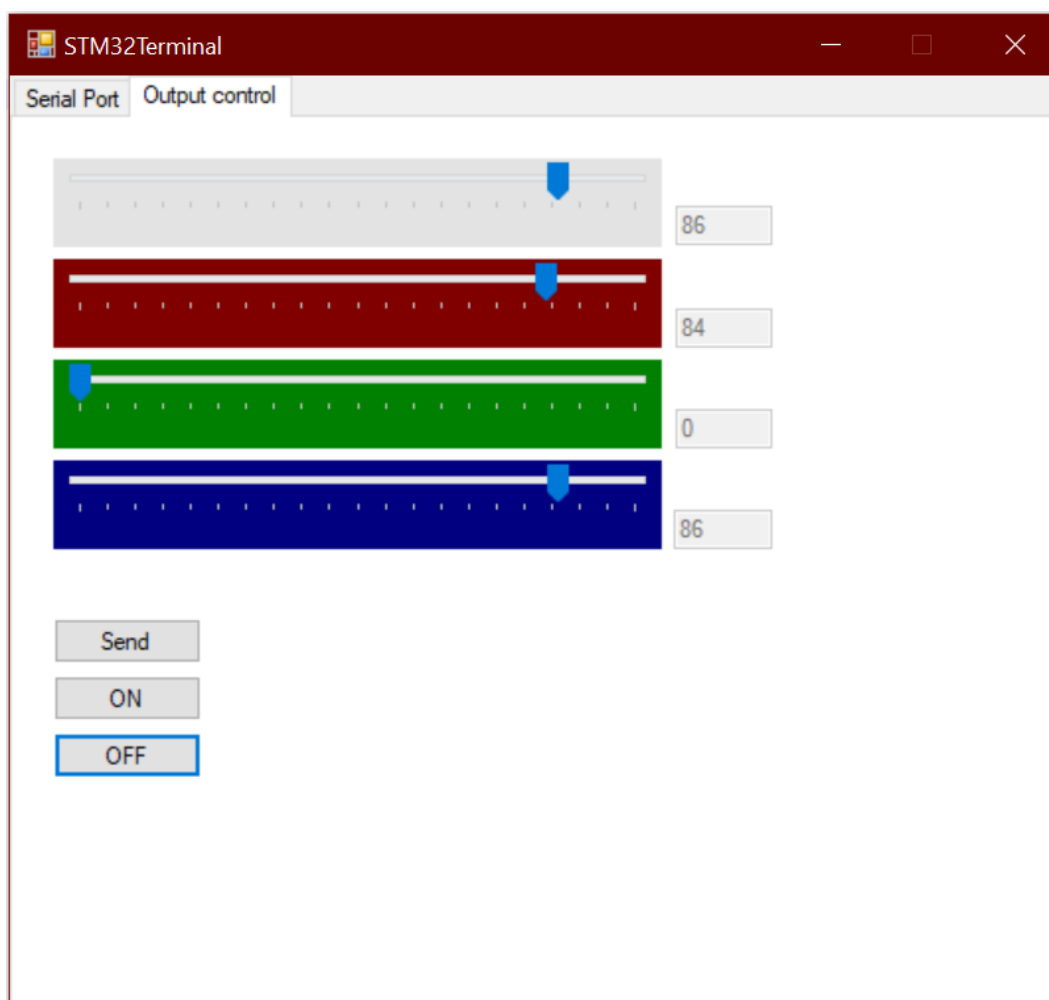 STM32Terminal
Serial Port Output control
86
84
0
86
Send
ON
OFF